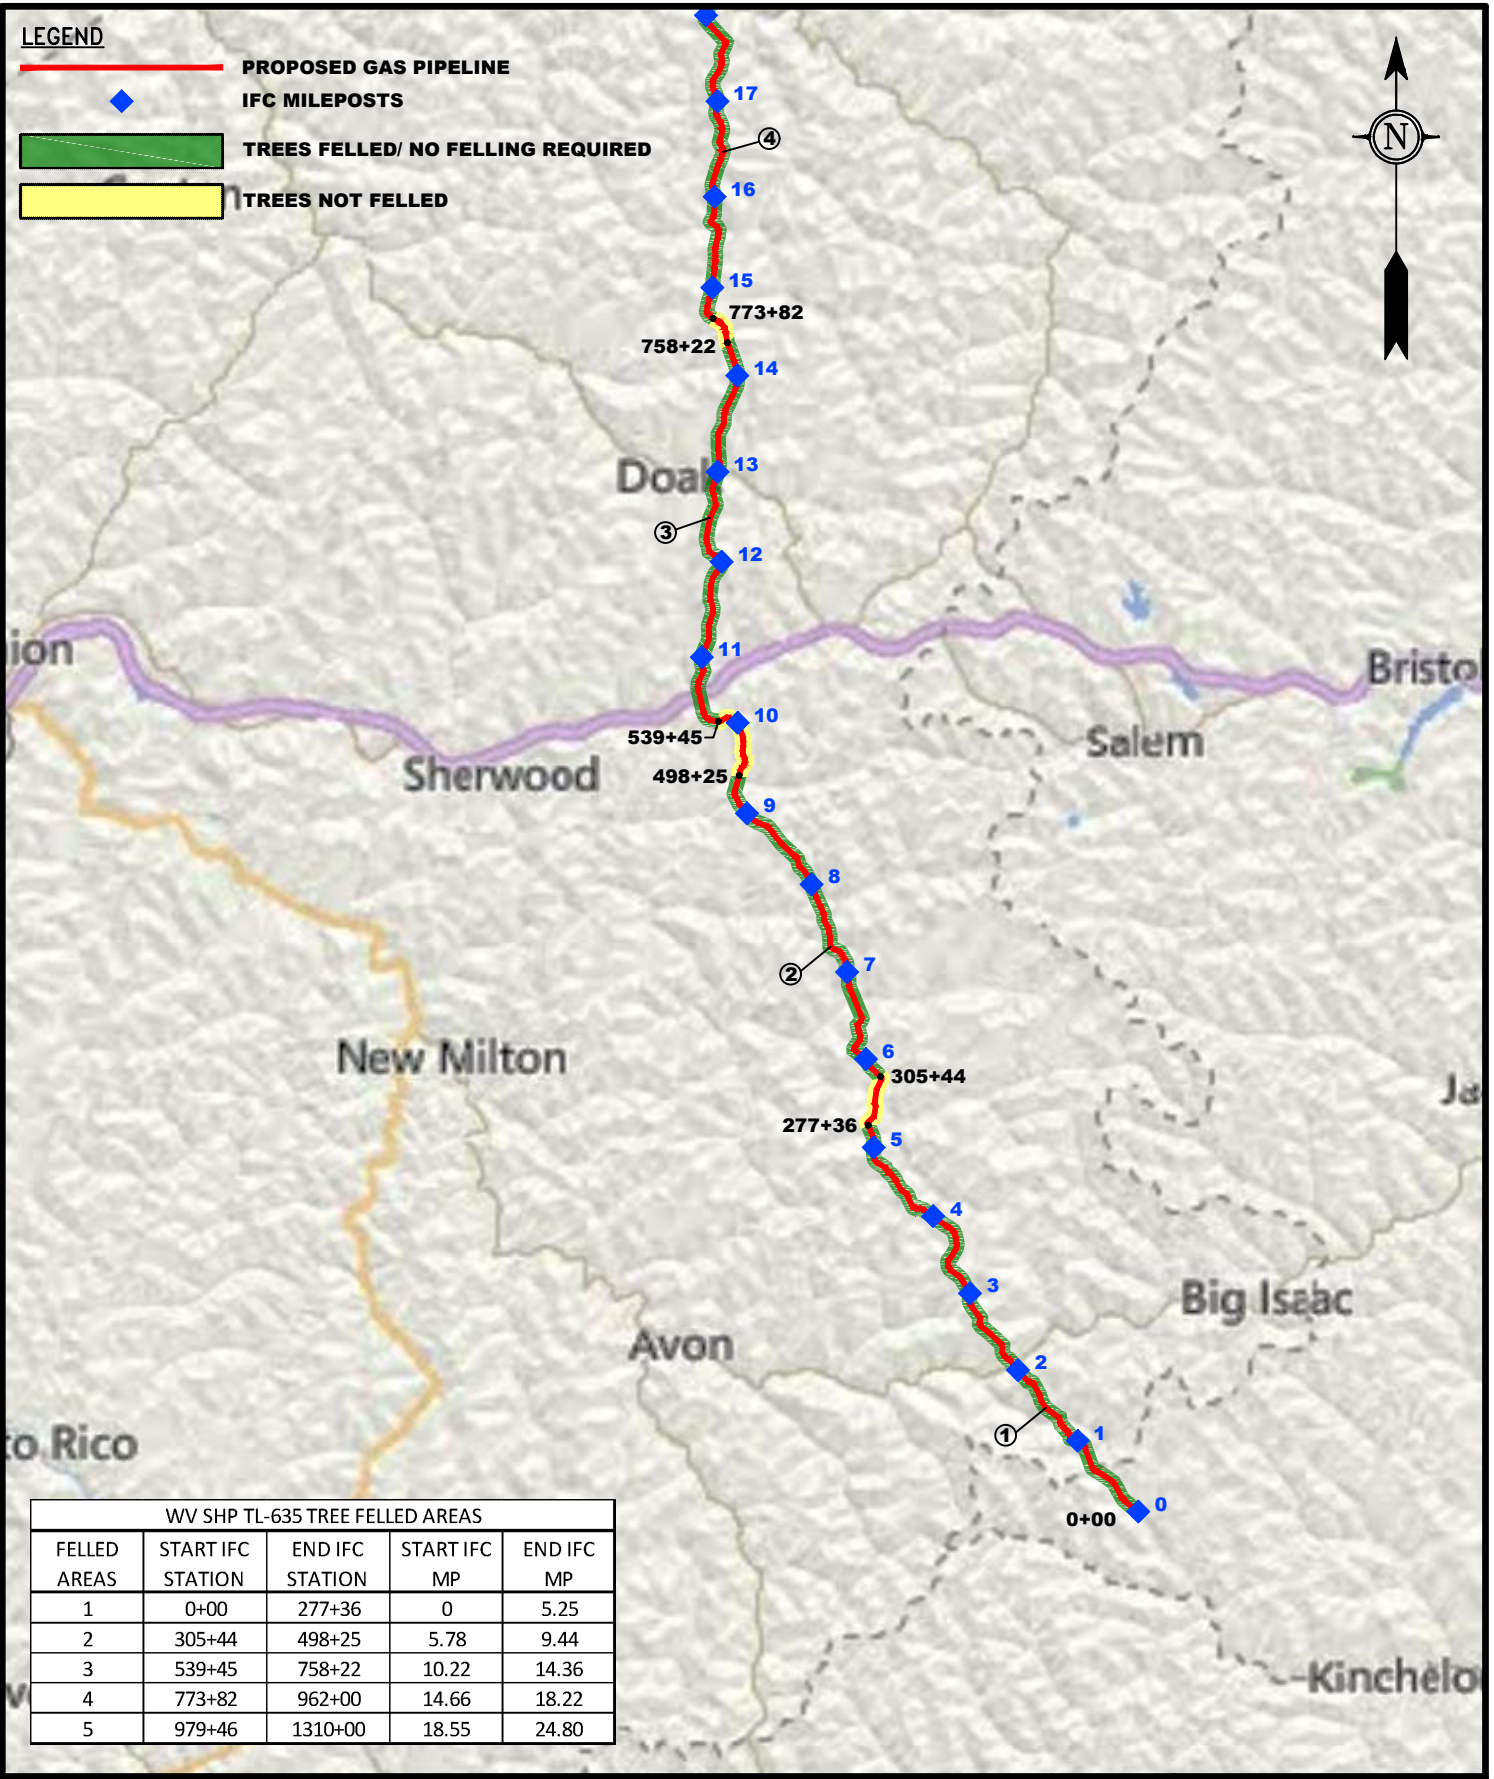 LEGEND
PROPOSED GAS PIPELINE
IFC MILEPOSTS
TREES FELLED/ NO FELLING REQUIRED
TREES NOT FELLED
N
17
④
16
15
773+82
758+22
14
13
③
12
11
10
539+45
498+25
Sherwood
Salem
9
8
②
7
6
New Milton
305+44
277+36
5
4
3
Big Isaac
Avon
2
①
1
0
0+00
WV SHP TL-635 TREE FELLED AREAS
FELLED AREAS START IFC STATION END IFC STATION START IFC MP END IFC MP
1 0+00 277+36 0 5.25
2 305+44 498+25 5.78 9.44
3 539+45 758+22 10.22 14.36
4 773+82 962+00 14.66 18.22
5 979+46 1310+00 18.55 24.80